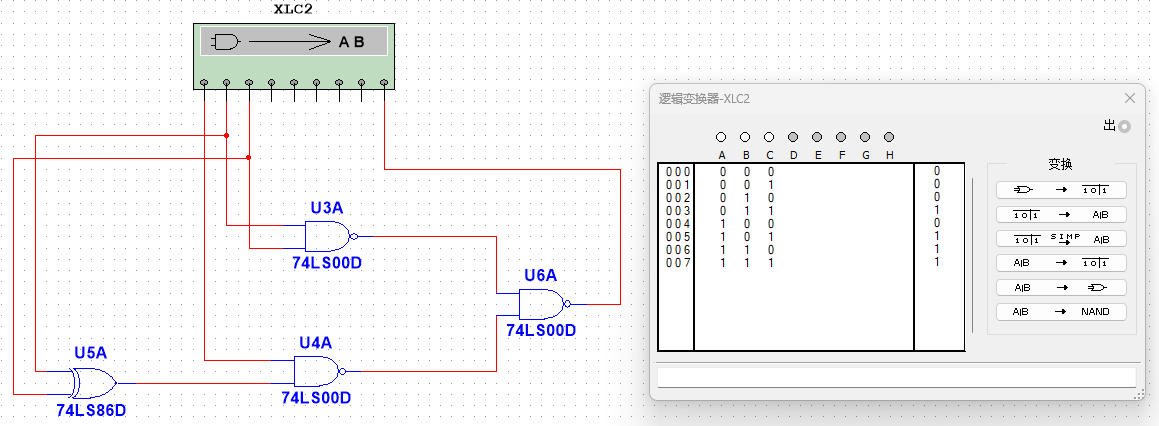 XLC2
A B
U3A
74LS00D
U6A
74LS00D
U4A
74LS00D
U5A
74LS86D
逻辑变换器-XLC2
出
A B C D E F G H
000 0 0 0 0
001 0 0 1 0
002 0 1 0 0
003 0 1 1 1
004 1 0 0 0
005 1 0 1 1
006 1 1 0 1
007 1 1 1 1
变换
→ 1 0 | 1
1 0 | 1 → A|B
1 0 | 1 SIMP → A|B
A|B → 1 0 | 1
A|B →
A|B → NAND